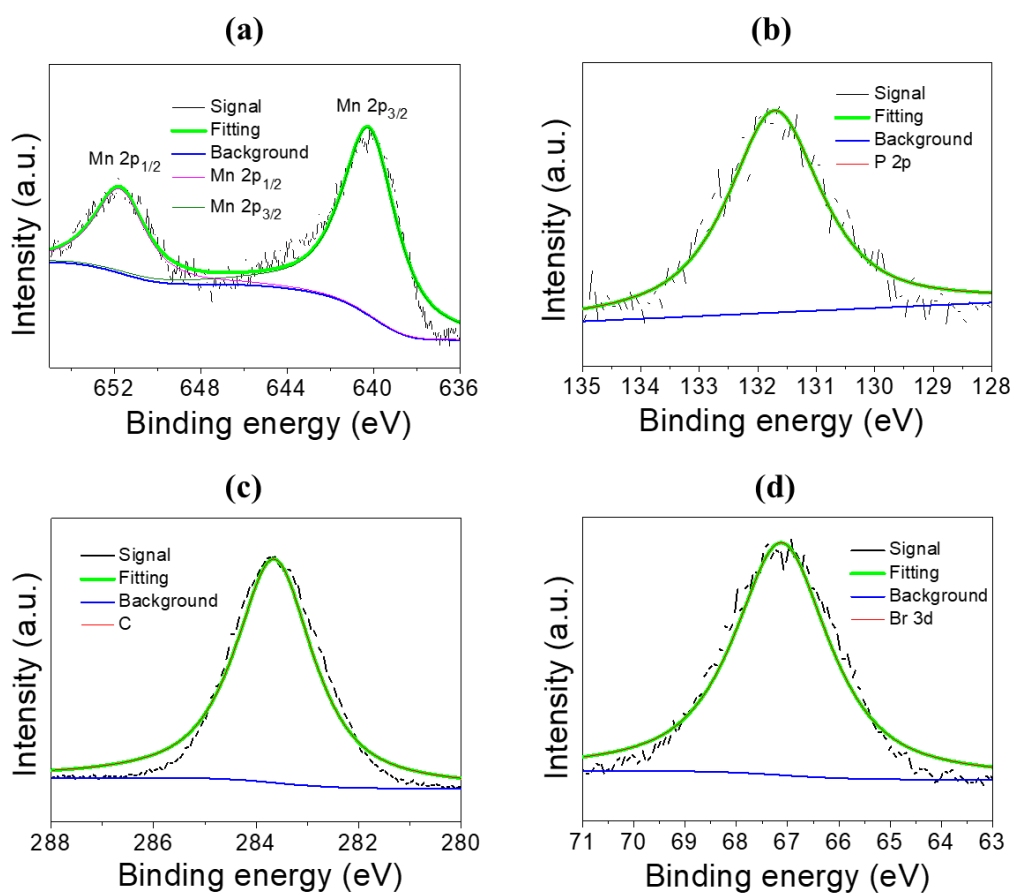 (a)
Intensity (a.u.)
Mn 2p1/2
Signal
Fitting
Background
Mn 2p1/2
Mn 2p3/2
Mn 2p3/2
652 648 644 640 636
Binding energy (eV)
(b)
Intensity (a.u.)
Signal
Fitting
Background
P 2p
135 134 133 132 131 130 129 128
Binding energy (eV)
(c)
Intensity (a.u.)
Signal
Fitting
Background
C
288 286 284 282 280
Binding energy (eV)
(d)
Intensity (a.u.)
Signal
Fitting
Background
Br 3d
71 70 69 68 67 66 65 64 63
Binding energy (eV)